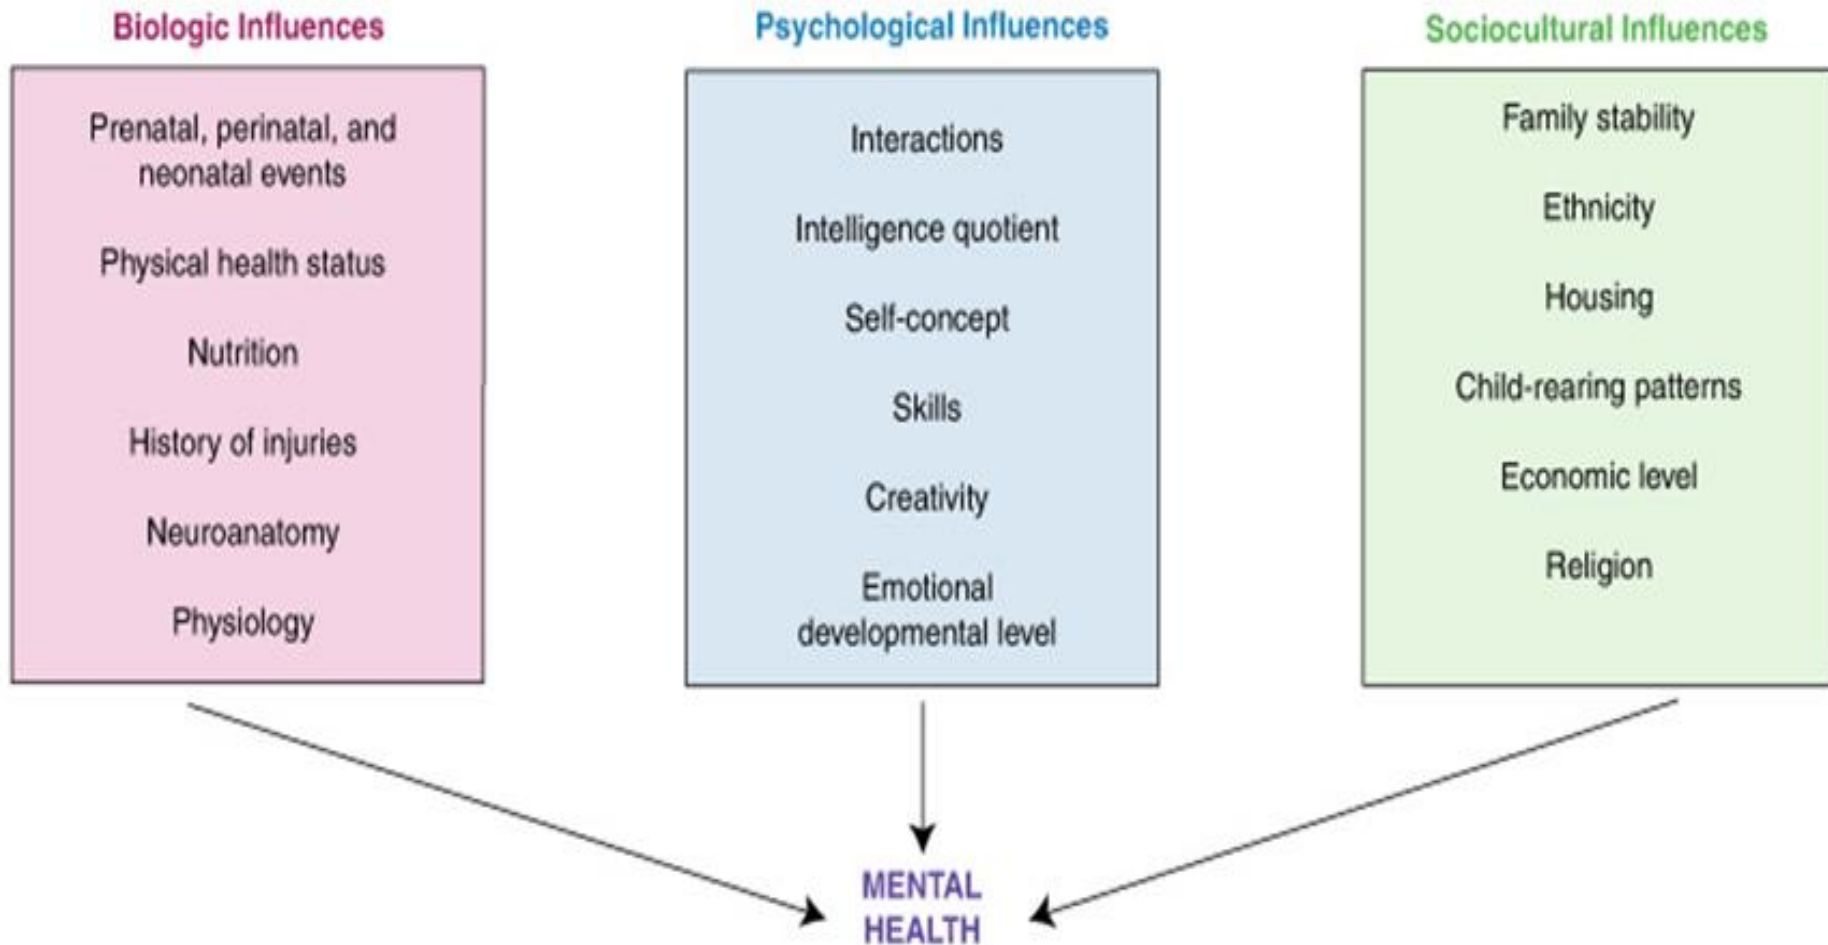 Biologic Influences
Prenatal, perinatal, and
neonatal events
Physical health status
Nutrition
History of injuries
Neuroanatomy
Physiology
Psychological Influences
Interactions
Intelligence quotient
Self-concept
Skills
Creativity
Emotional
developmental level
Sociocultural Influences
Family stability
Ethnicity
Housing
Child-rearing patterns
Economic level
Religion
MENTAL
HEALTH